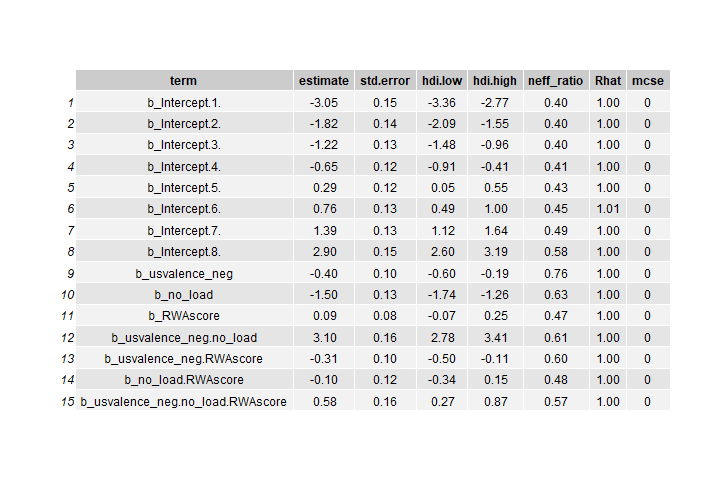 term estimate std.error hdi.low hdi.high neff_ratio Rhat mcse
1 b_Intercept.1. -3.05 0.15 -3.36 -2.77 0.40 1.00 0
2 b_Intercept.2. -1.82 0.14 -2.09 -1.55 0.40 1.00 0
3 b_Intercept.3. -1.22 0.13 -1.48 -0.96 0.40 1.00 0
4 b_Intercept.4. -0.65 0.12 -0.91 -0.41 0.41 1.00 0
5 b_Intercept.5. 0.29 0.12 0.05 0.55 0.43 1.00 0
6 b_Intercept.6. 0.76 0.13 0.49 1.00 0.45 1.01 0
7 b_Intercept.7. 1.39 0.13 1.12 1.64 0.49 1.00 0
8 b_Intercept.8. 2.90 0.15 2.60 3.19 0.58 1.00 0
9 b_usvalence_neg -0.40 0.10 -0.60 -0.19 0.76 1.00 0
10 b_no_load -1.50 0.13 -1.74 -1.26 0.63 1.00 0
11 b_RWAscore 0.09 0.08 -0.07 0.25 0.47 1.00 0
12 b_usvalence_neg.no_load 3.10 0.16 2.78 3.41 0.61 1.00 0
13 b_usvalence_neg.RWAscore -0.31 0.10 -0.50 -0.11 0.60 1.00 0
14 b_no_load.RWAscore -0.10 0.12 -0.34 0.15 0.48 1.00 0
15 b_usvalence_neg.no_load.RWAscore 0.58 0.16 0.27 0.87 0.57 1.00 0